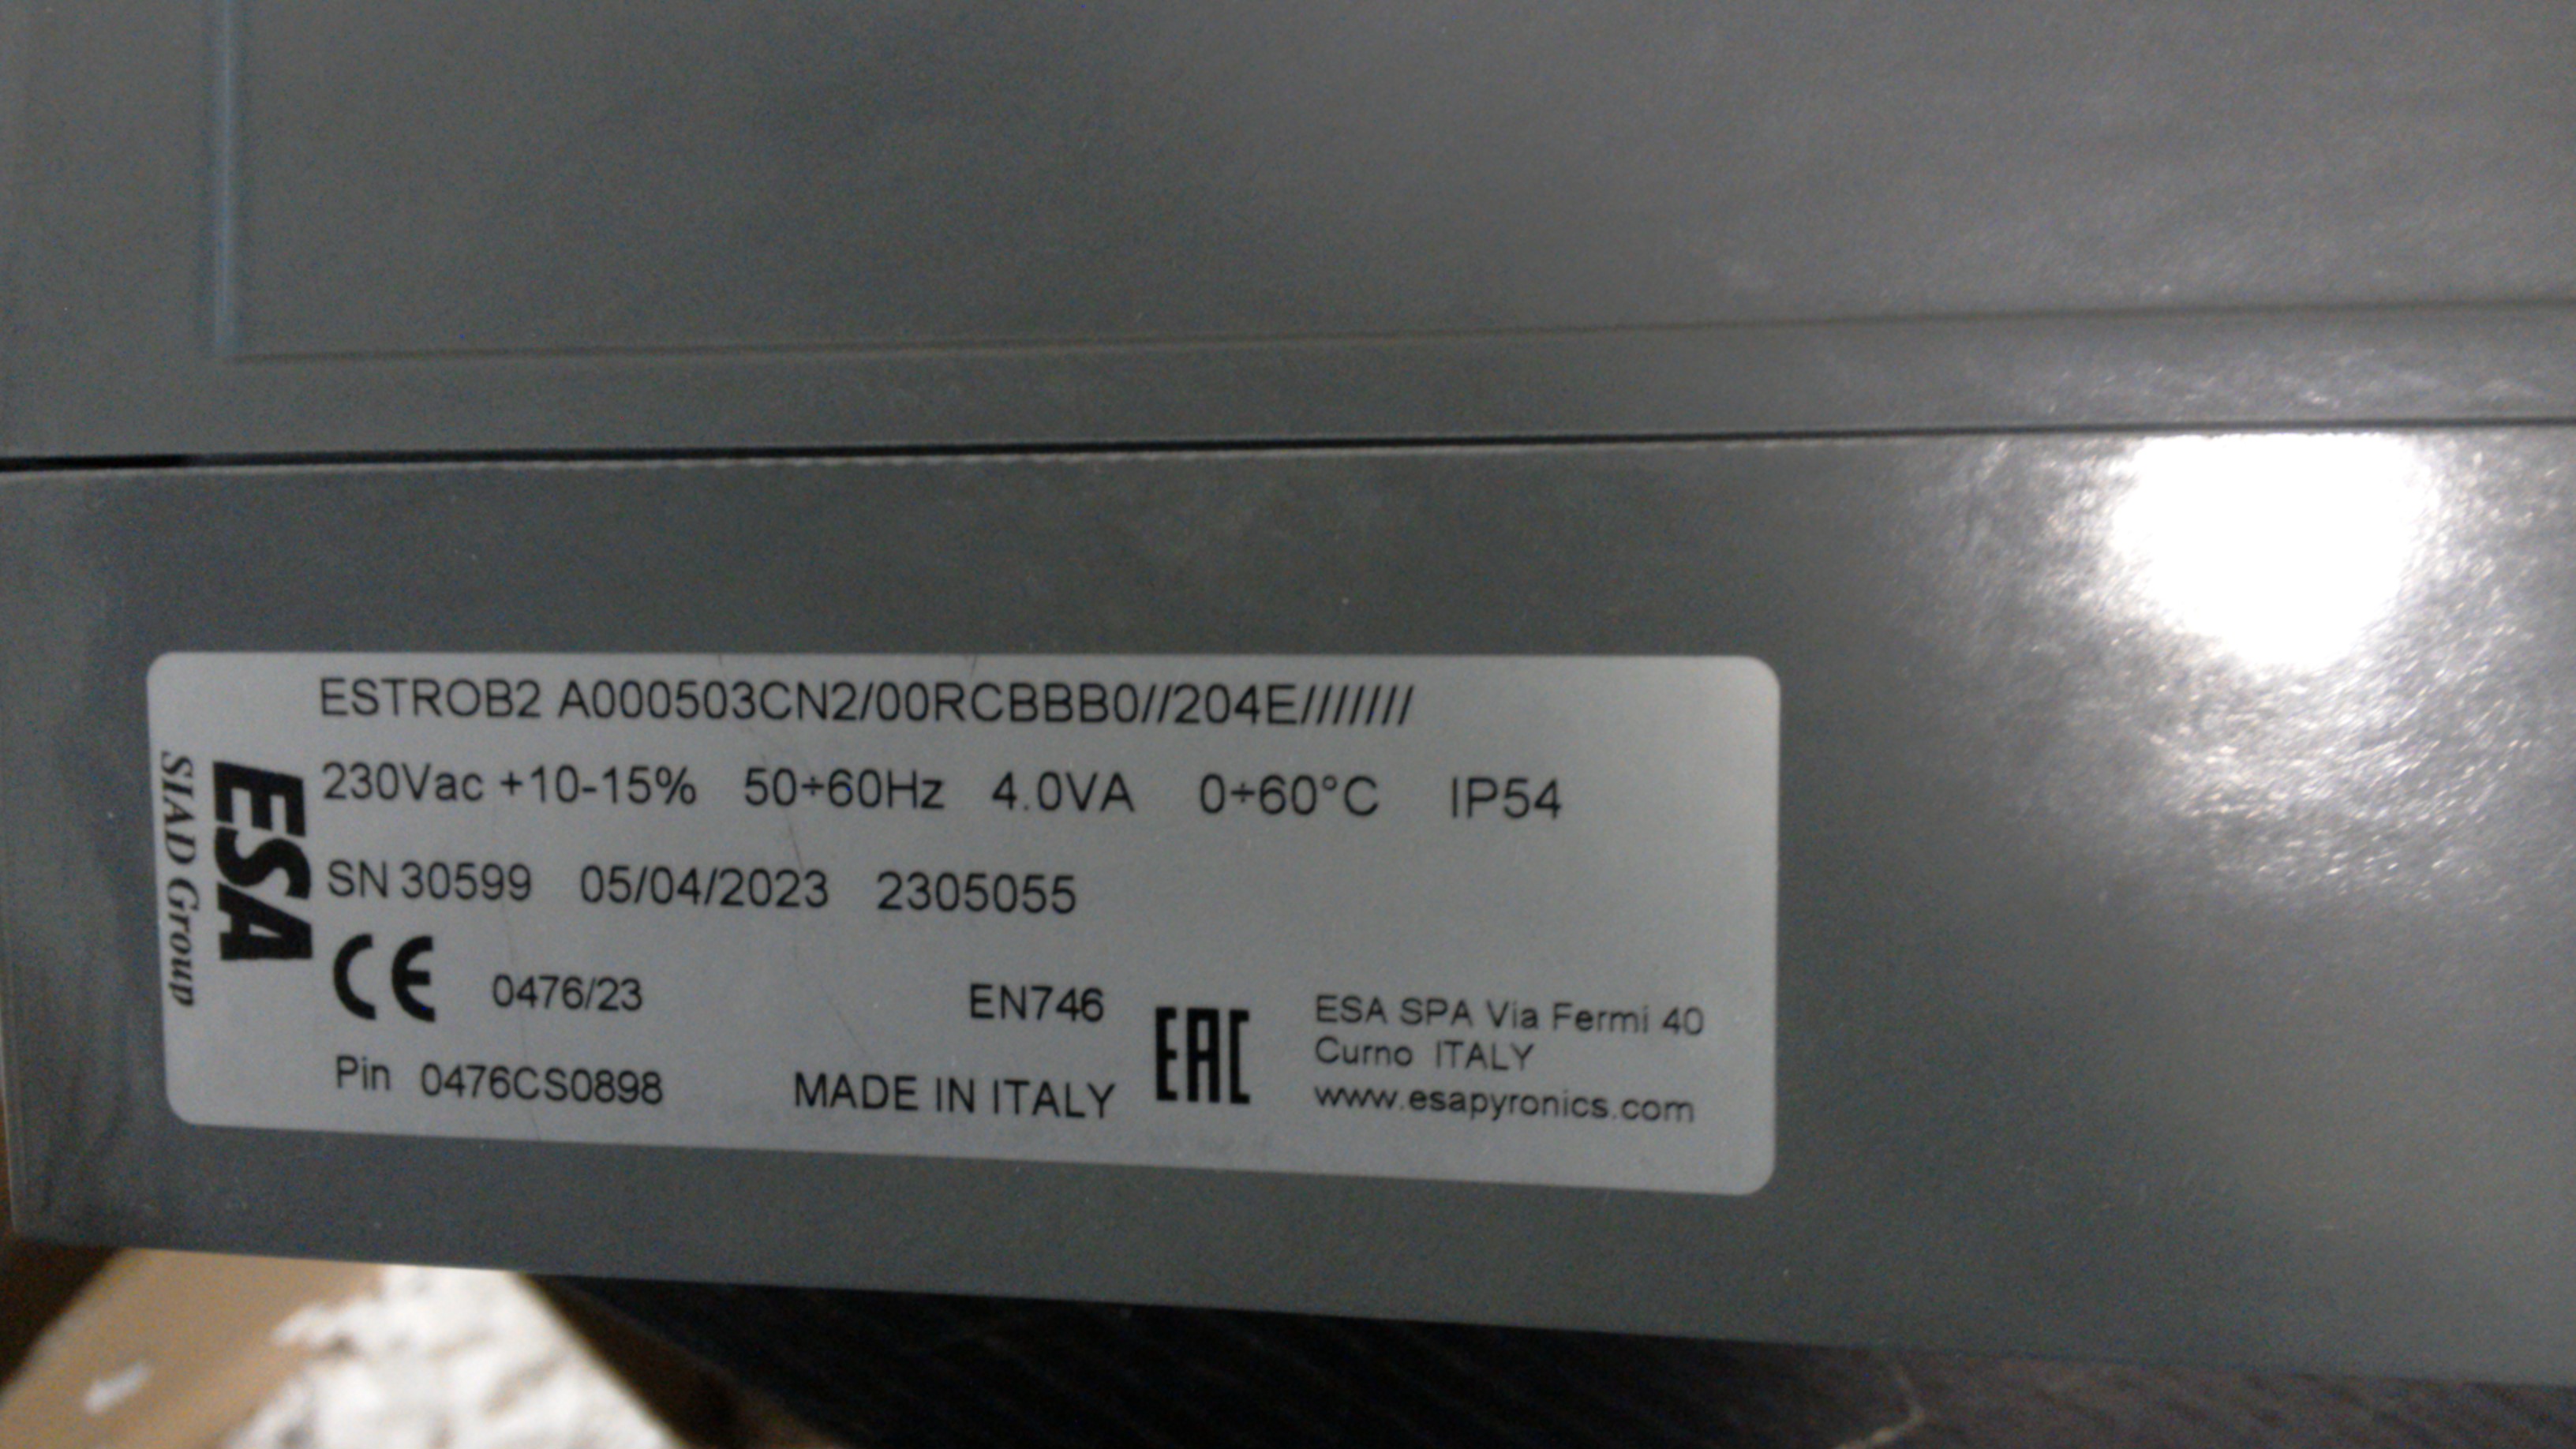 ESTROB2 A000503CN2/00RCBBB0//204E///////
230Vac +10-15% 50÷60Hz 4.0VA 0÷60°C IP54
SN 30599 05/04/2023 2305055
CE 0476/23 EN746
Pin 0476CS0898 MADE IN ITALY EAC
ESA SPA Via Fermi 40
Curno ITALY
www.esapyronics.com
ESA
SIAD Group